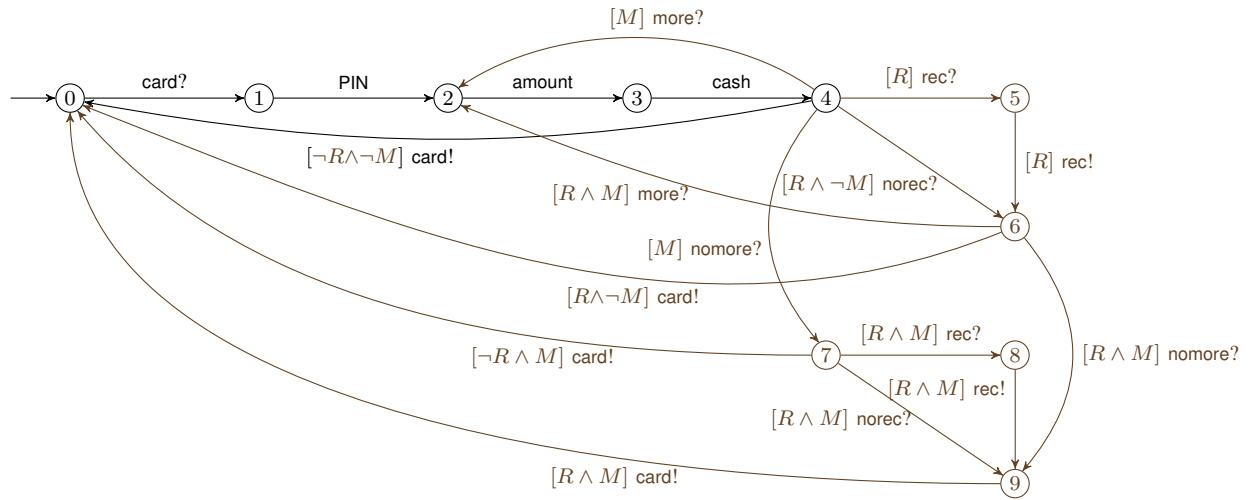 [M] more?
card?
PIN
amount
cash
[R] rec?
0
1
2
3
4
5
[¬R∧¬M] card!
[R ∧ M] more?
[R ∧ ¬M] norec?
[R] rec!
6
[M] nomore?
[R∧¬M] card!
[¬R ∧ M] card!
7
[R ∧ M] rec?
8
[R ∧ M] nomore?
[R ∧ M] rec!
[R ∧ M] norec?
[R ∧ M] card!
9